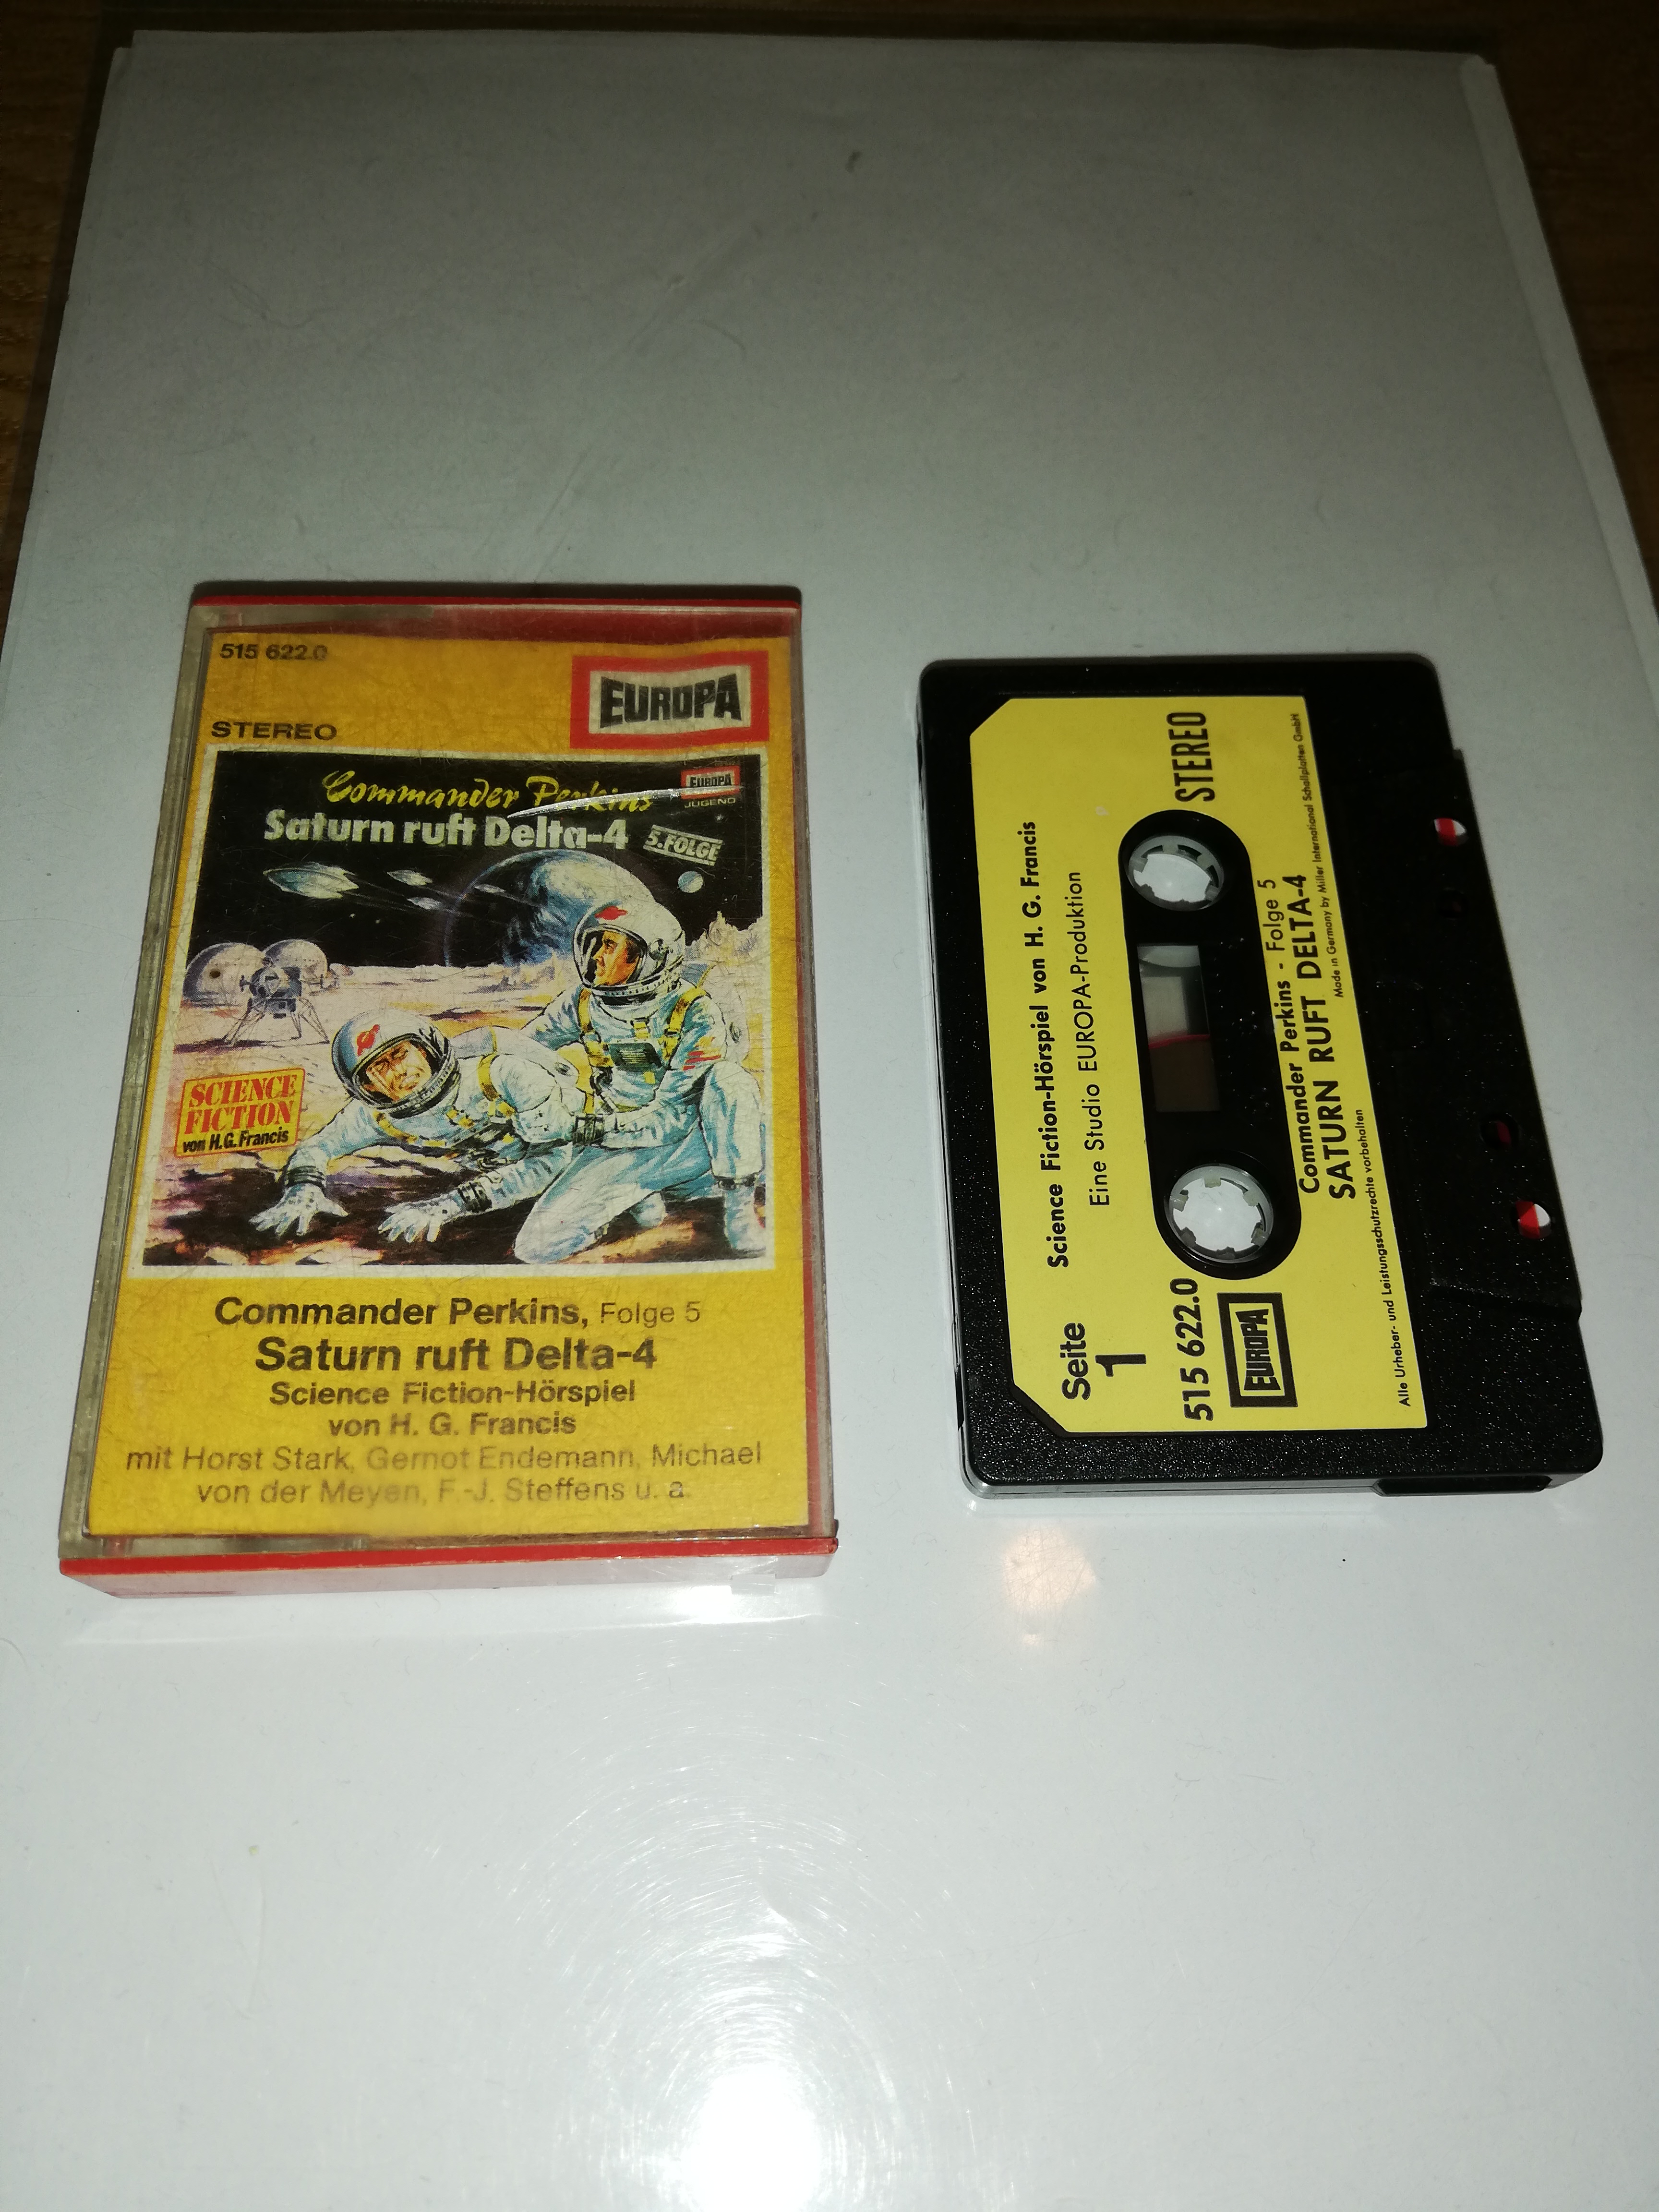 515 622.0
EUROPA
STEREO
Commander Perkins
EUROPA
JUGEND
Saturn ruft Delta-4
5. FOLGE
SCIENCE
FICTION
von H.G. Francis
Commander Perkins, Folge 5
Saturn ruft Delta-4
Science Fiction-Hörspiel
von H. G. Francis
mit Horst Stark, Gernot Endemann, Michael
von der Meyen, F.-J. Steffens u. a.
Seite
1
Science Fiction-Hörspiel von H. G. Francis
Eine Studio EUROPA-Produktion
515 622.0
STEREO
EUROPA
Commander Perkins - Folge 5
SATURN RUFT DELTA-4
Made in Germany by Miller International Schallplatten GmbH
Alle Urheber- und Leistungsschutzrechte vorbehalten